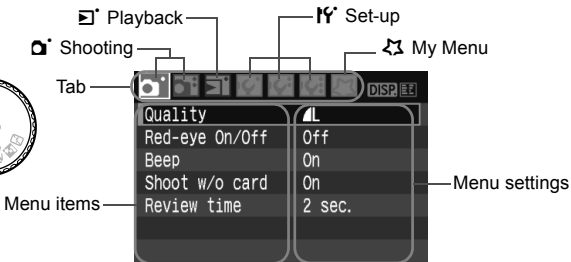 Playback
Set-up
Shooting
My Menu
Tab
DISP.
Quality L
Red-eye On/Off Off
Beep On
Shoot w/o card On
Menu settings
Menu items
Review time 2 sec.